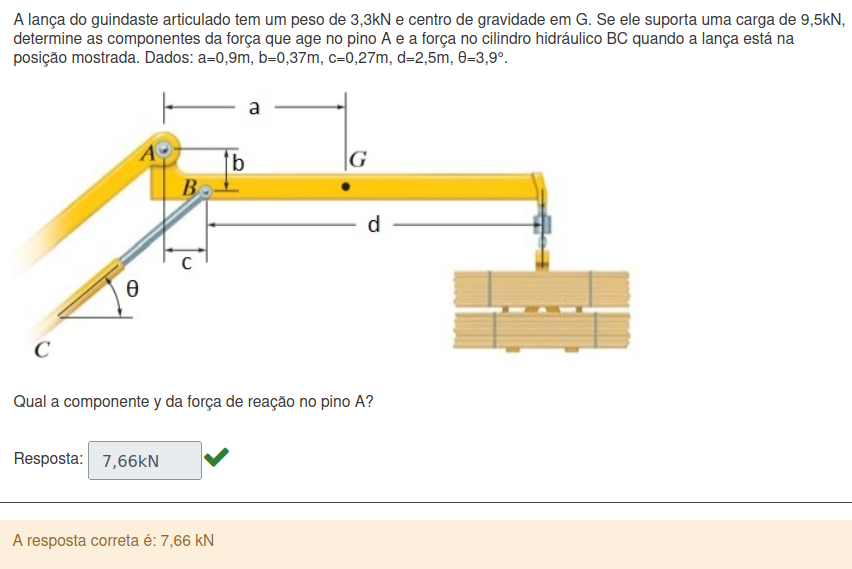 A lança do guindaste articulado tem um peso de 3,3kN e centro de gravidade em G. Se ele suporta uma carga de 9,5kN,
determine as componentes da força que age no pino A e a força no cilindro hidráulico BC quando a lança está na
posição mostrada. Dados: a=0,9m, b=0,37m, c=0,27m, d=2,5m, θ=3,9°.
a
A
b
G
B
d
c
θ
C
Qual a componente y da força de reação no pino A?
Resposta: 7,66kN
A resposta correta é: 7,66 kN